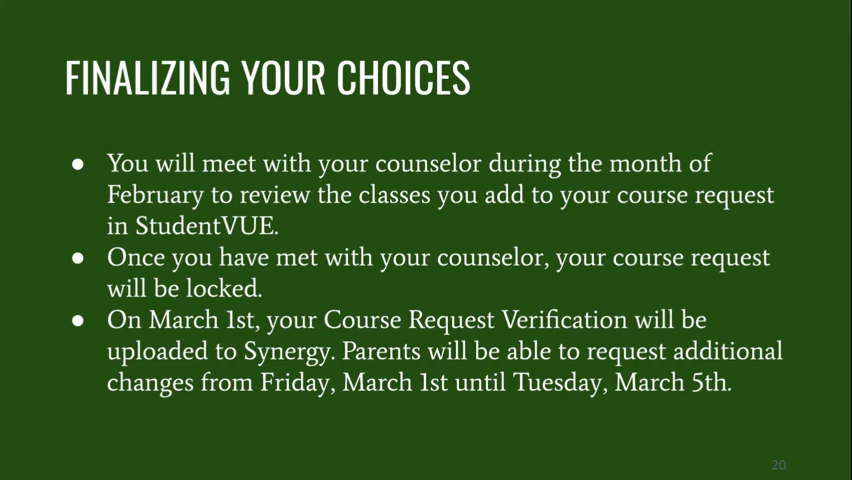 FINALIZING YOUR CHOICES
● You will meet with your counselor during the month of
February to review the classes you add to your course request
in StudentVUE.
● Once you have met with your counselor, your course request
will be locked.
● On March 1st, your Course Request Verification will be
uploaded to Synergy. Parents will be able to request additional
changes from Friday, March 1st until Tuesday, March 5th.
20